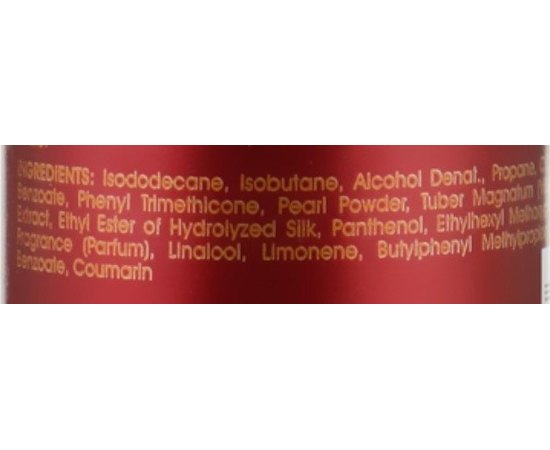 INGREDIENTS: Isododecane, Isobutane, Alcohol Denat., Propane,
Benzoate, Phenyl Trimethicone, Pearl Powder, Tuber Magnatum
Extract, Ethyl Ester of Hydrolyzed Silk, Panthenol, Ethylhexyl
Fragrance (Parfum), Linalool, Limonene, Butylphenyl
Benzoate, Coumarin